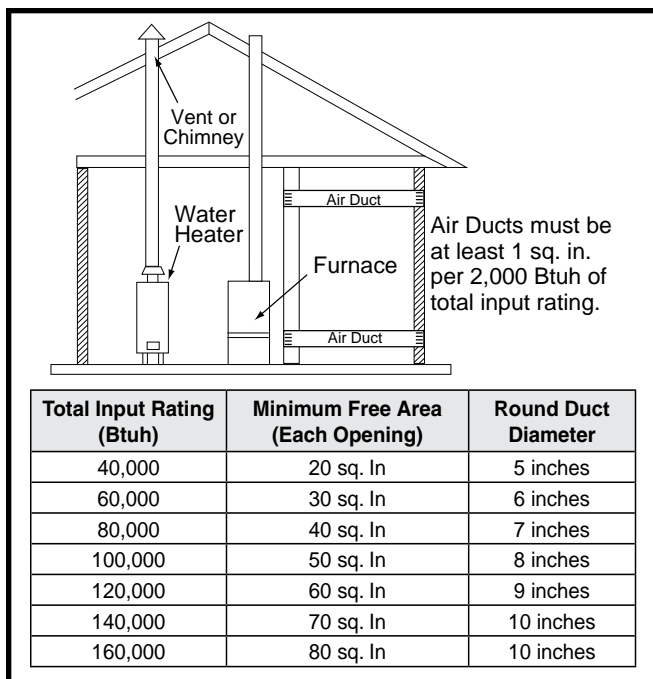 Vent or
Chimney
Air Duct
Water
Heater
Furnace
Air Ducts must be
at least 1 sq. in.
per 2,000 Btuh of
total input rating.
Air Duct
Total Input Rating (Btuh) Minimum Free Area (Each Opening) Round Duct Diameter
40,000 20 sq. In 5 inches
60,000 30 sq. In 6 inches
80,000 40 sq. In 7 inches
100,000 50 sq. In 8 inches
120,000 60 sq. In 9 inches
140,000 70 sq. In 10 inches
160,000 80 sq. In 10 inches